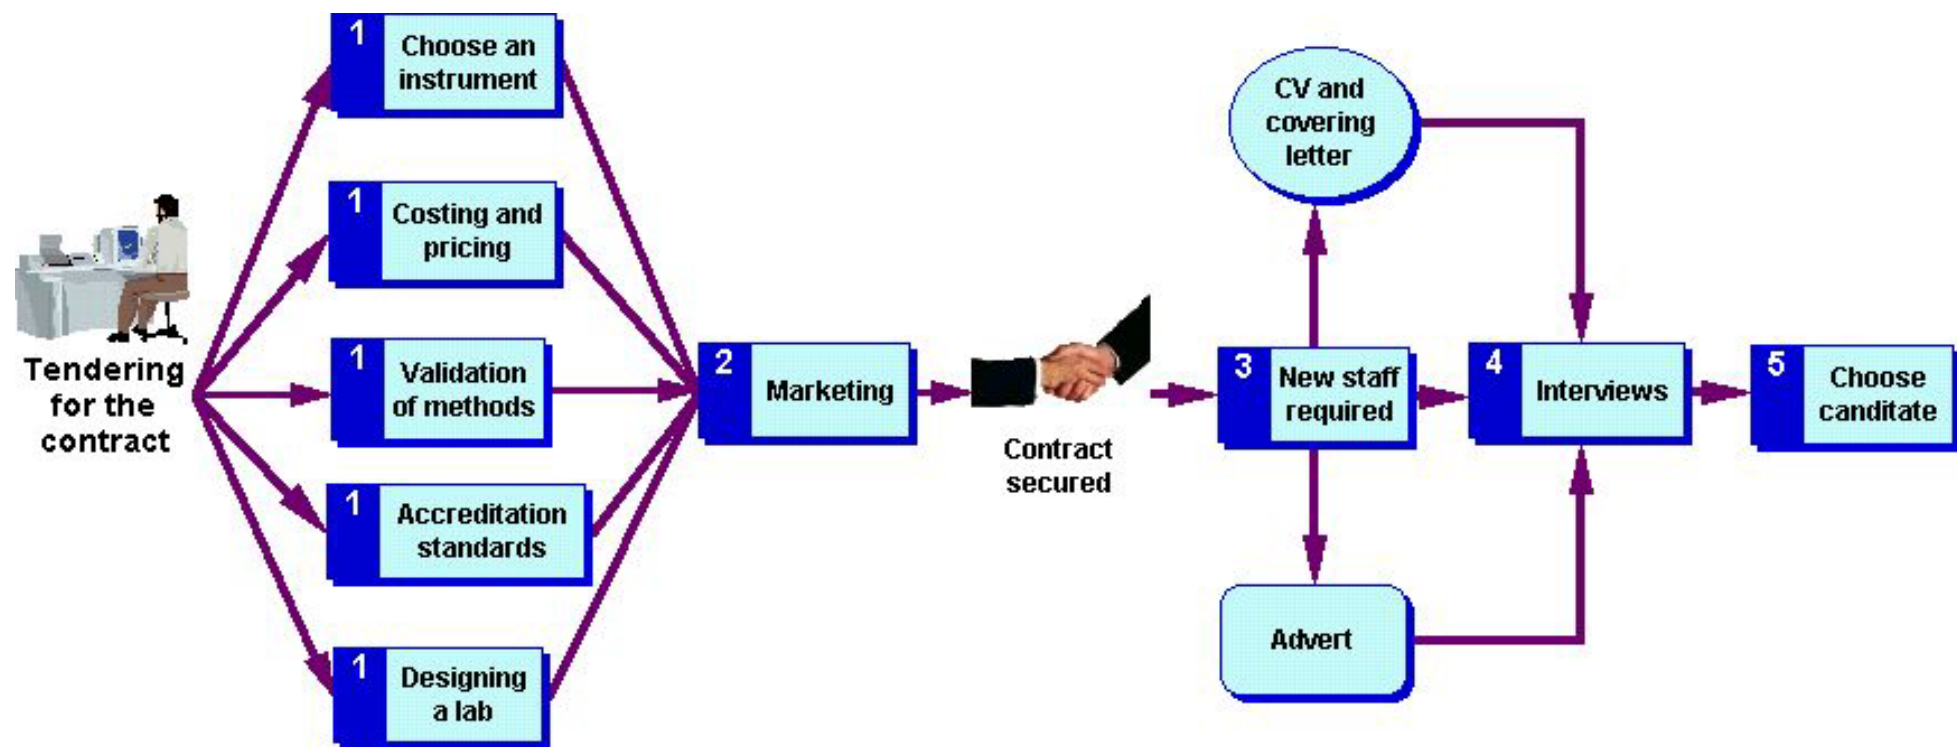 Tendering
for the
contract
1
Choose an
instrument
1
Costing and
pricing
1
Validation
of methods
1
Accreditation
standards
1
Designing
a lab
2
Marketing
Contract
secured
3
New staff
required
CV and
covering
letter
Advert
4
Interviews
5
Choose
canditate